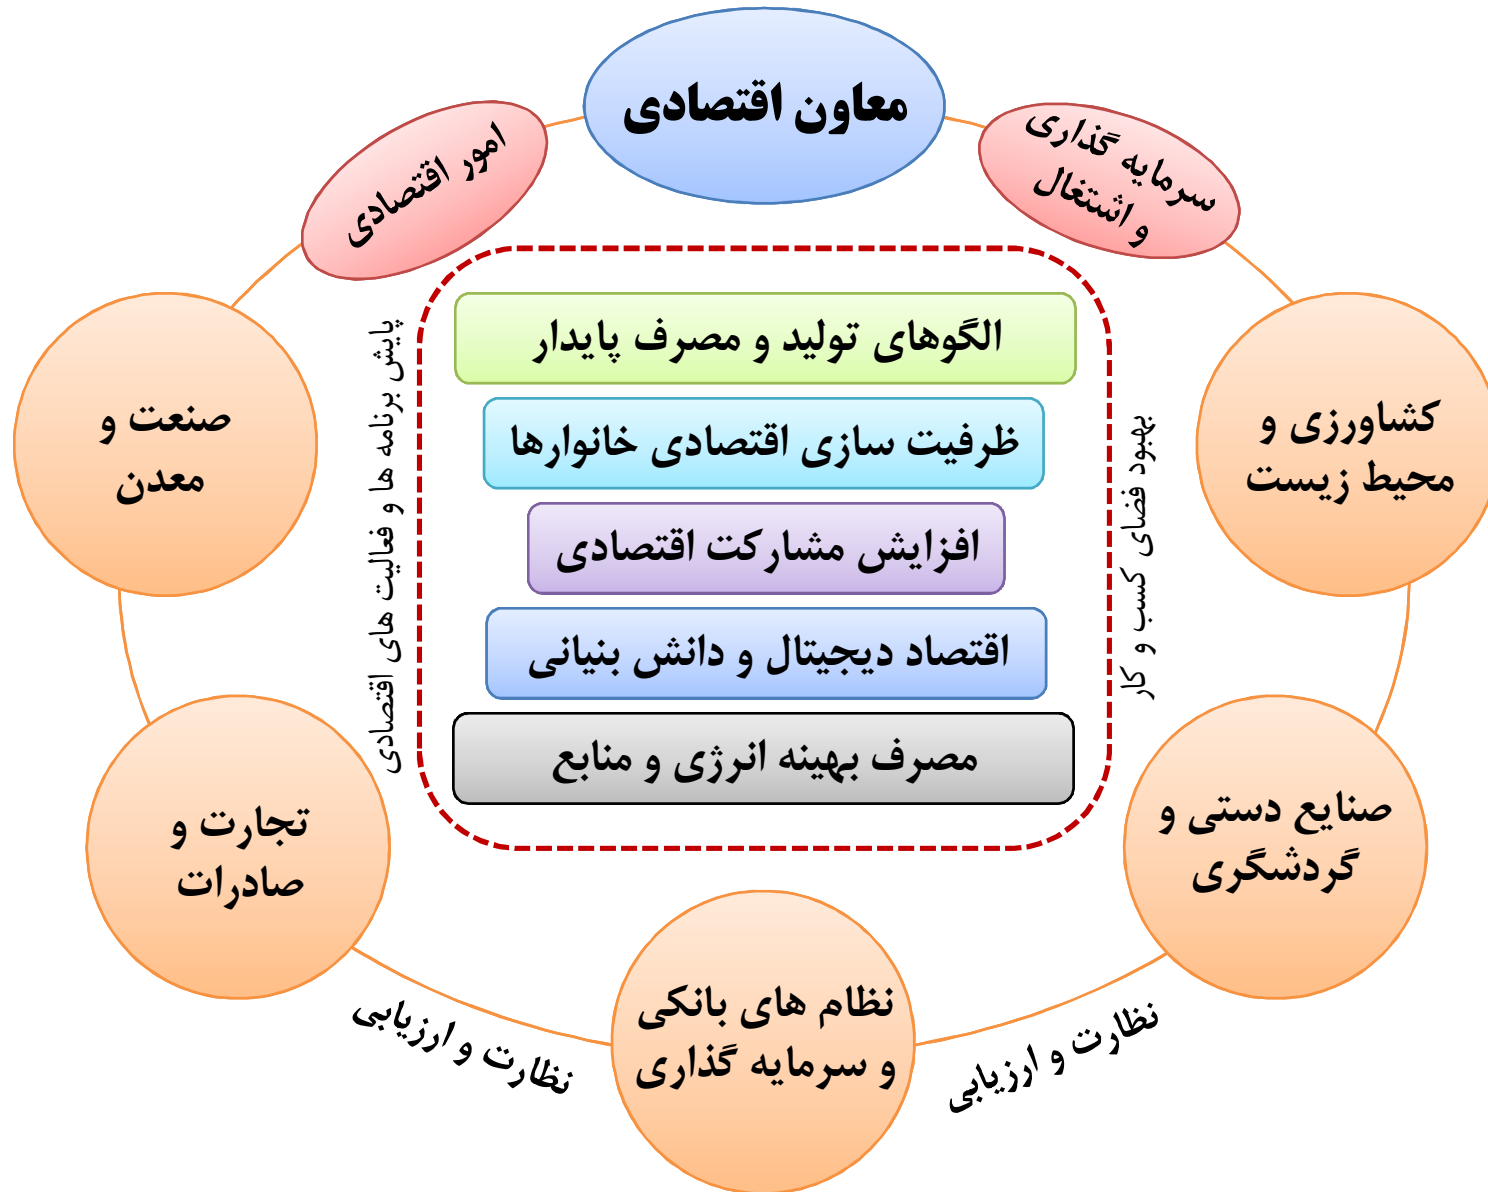 معاون اقتصادی
سرمایه گذاری
و اشتغال
امور اقتصادی
کشاورزی و
محیط زیست
صنعت و
معدن
الگوهای تولید و مصرف پایدار
ظرفیت سازی اقتصادی خانوارها
افزایش مشارکت اقتصادی
اقتصاد دیجیتال و دانش بنیانی
مصرف بهینه انرژی و منابع
بهبود فضای کسب و کار
پایش برنامه ها و فعالیت های اقتصادی
صنایع دستی و
گردشگری
تجارت و
صادرات
نظام های بانکی
و سرمایه گذاری
نظارت و ارزیابی
نظارت و ارزیابی